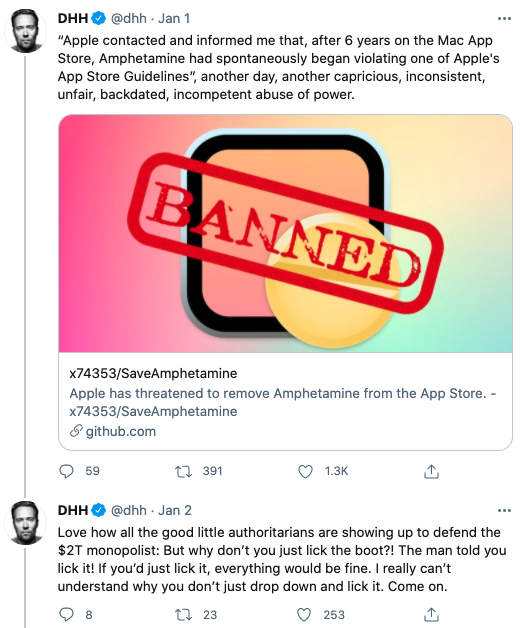 DHH @dhh · Jan 1
“Apple contacted and informed me that, after 6 years on the Mac App
Store, Amphetamine had spontaneously began violating one of Apple's
App Store Guidelines”, another day, another capricious, inconsistent,
unfair, backdated, incompetent abuse of power.
BANNED
x74353/SaveAmphetamine
Apple has threatened to remove Amphetamine from the App Store. -
x74353/SaveAmphetamine
github.com
59 391 1.3K
DHH @dhh · Jan 2
Love how all the good little authoritarians are showing up to defend the
$2T monopolist: But why don’t you just lick the boot?! The man told you
lick it! If you’d just lick it, everything would be fine. I really can’t
understand why you don’t just drop down and lick it. Come on.
8 23 253